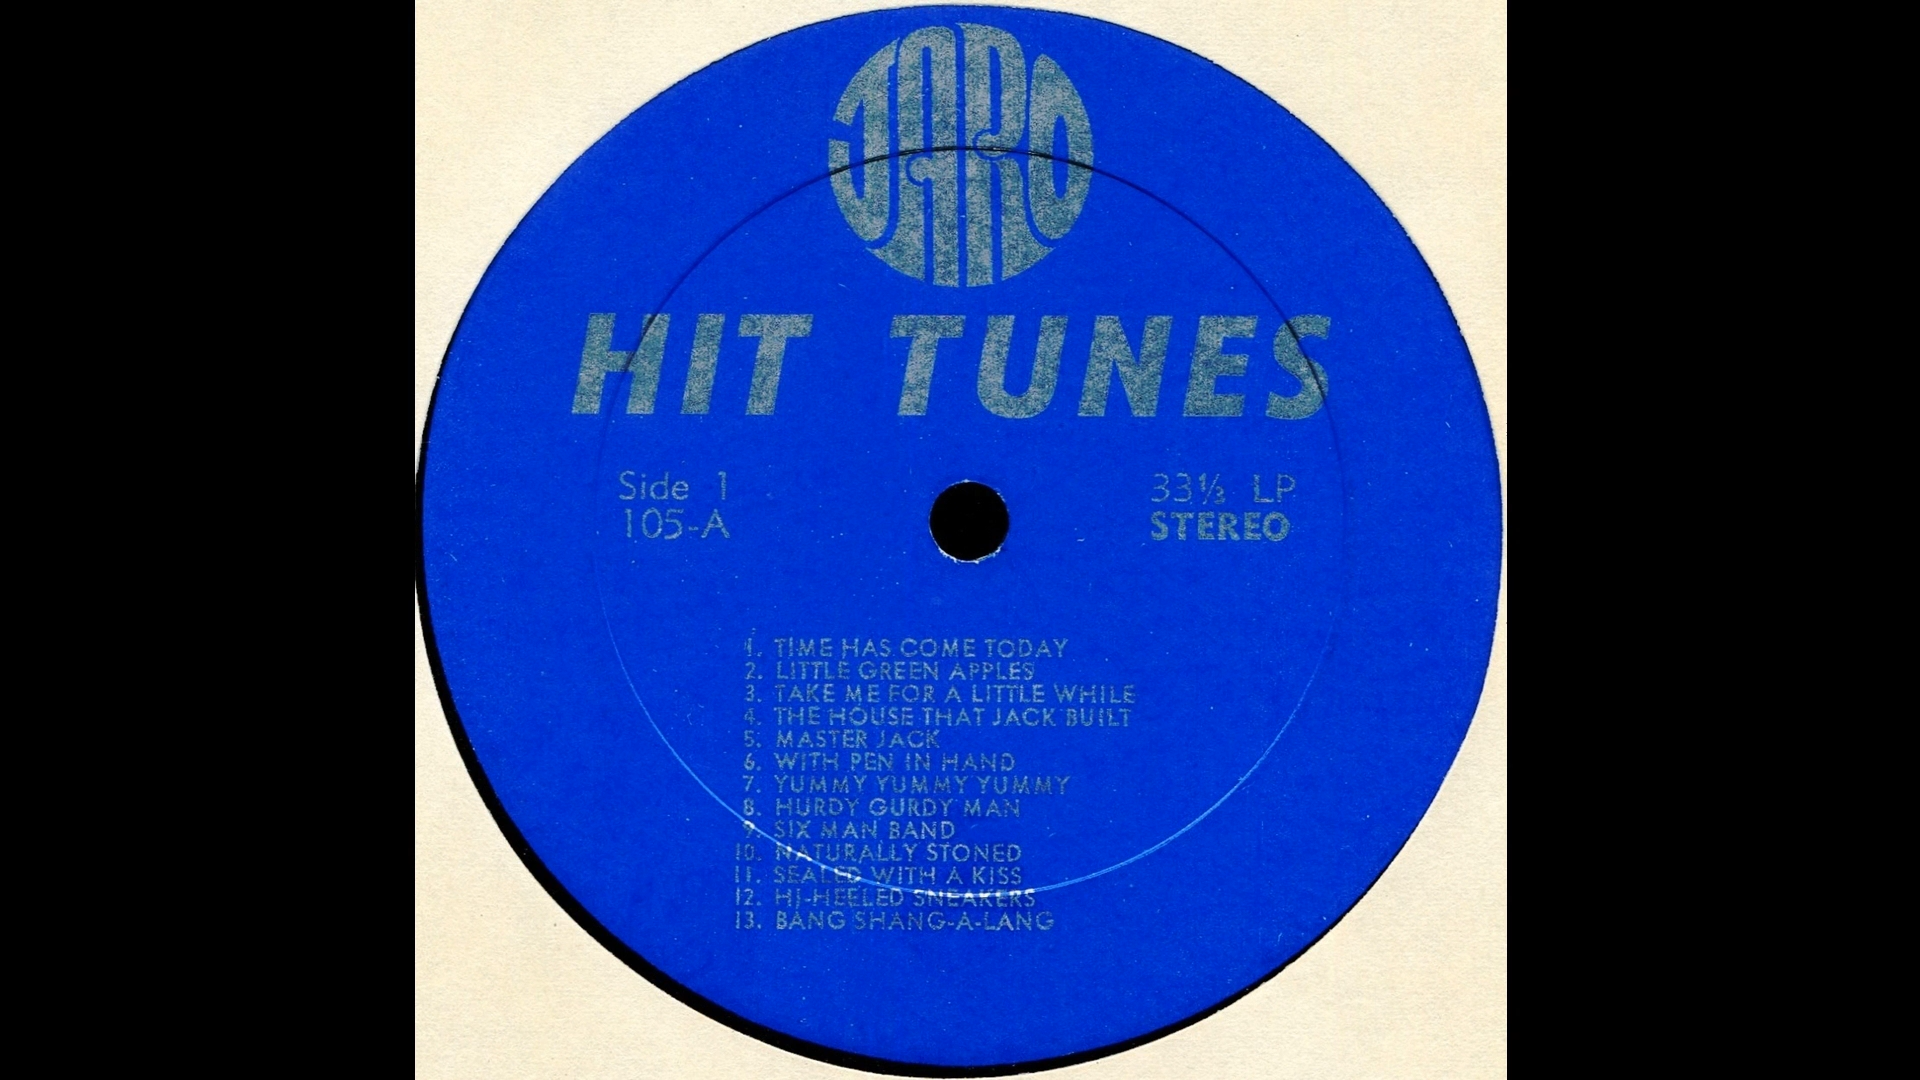 JARO
HIT TUNES
Side 1
105-A
33⅓ LP
STEREO
1. TIME HAS COME TODAY
2. LITTLE GREEN APPLES
3. TAKE ME FOR A LITTLE WHILE
4. THE HOUSE THAT JACK BUILT
5. MASTER JACK
6. WITH PEN IN HAND
7. YUMMY YUMMY YUMMY
8. HURDY GURDY MAN
9. SIX MAN BAND
10. NATURALLY STONED
11. SEALED WITH A KISS
12. HI-HEELED SNEAKERS
13. BANG SHANG-A-LANG